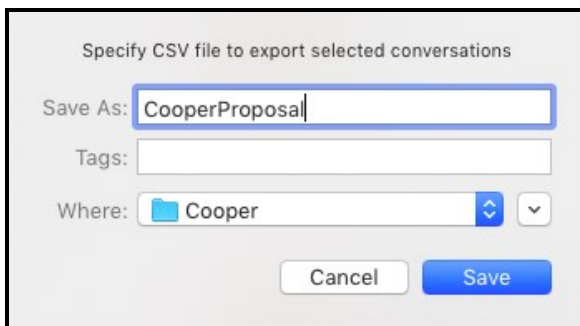 Specify CSV file to export selected conversations
Save As: CooperProposal
Tags:
Where: Cooper
Cancel Save